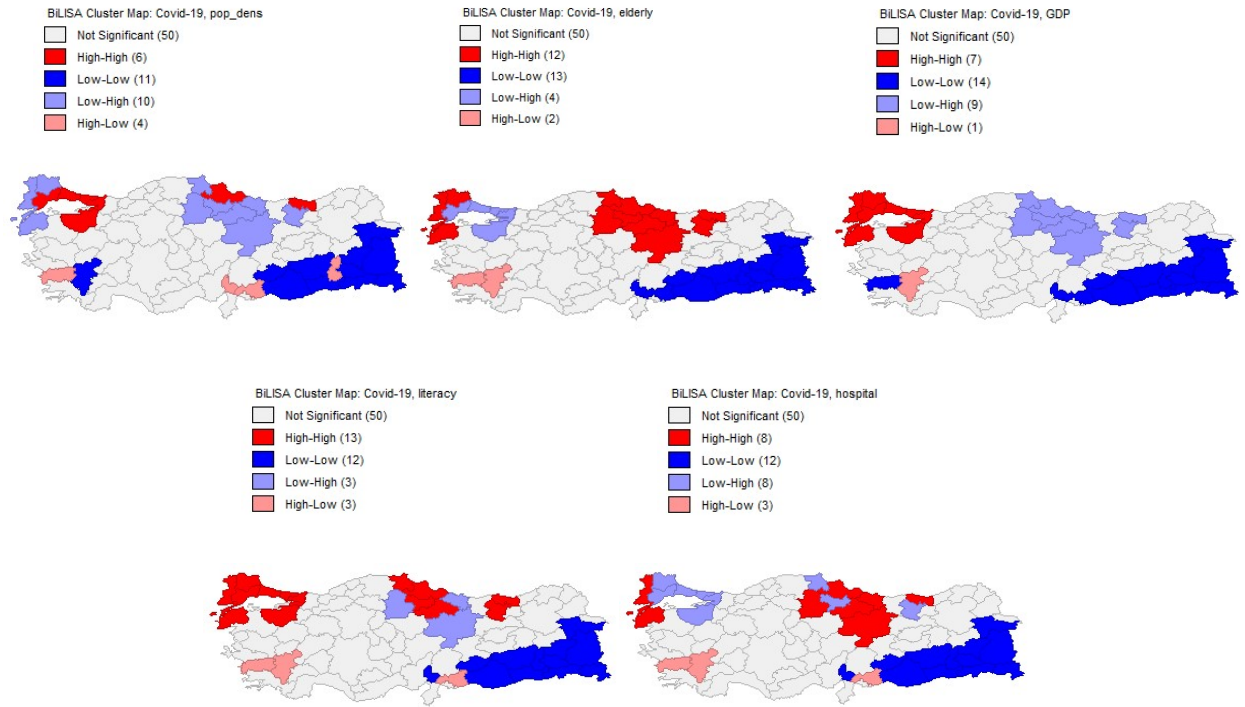 BiLISA Cluster Map: Covid-19, pop_dens
Not Significant (50)
High-High (6)
Low-Low (11)
Low-High (10)
High-Low (4)
BiLISA Cluster Map: Covid-19, elderly
Not Significant (50)
High-High (12)
Low-Low (13)
Low-High (4)
High-Low (2)
BiLISA Cluster Map: Covid-19, GDP
Not Significant (50)
High-High (7)
Low-Low (14)
Low-High (9)
High-Low (1)
BiLISA Cluster Map: Covid-19, literacy
Not Significant (50)
High-High (13)
Low-Low (12)
Low-High (3)
High-Low (3)
BiLISA Cluster Map: Covid-19, hospital
Not Significant (50)
High-High (8)
Low-Low (12)
Low-High (8)
High-Low (3)